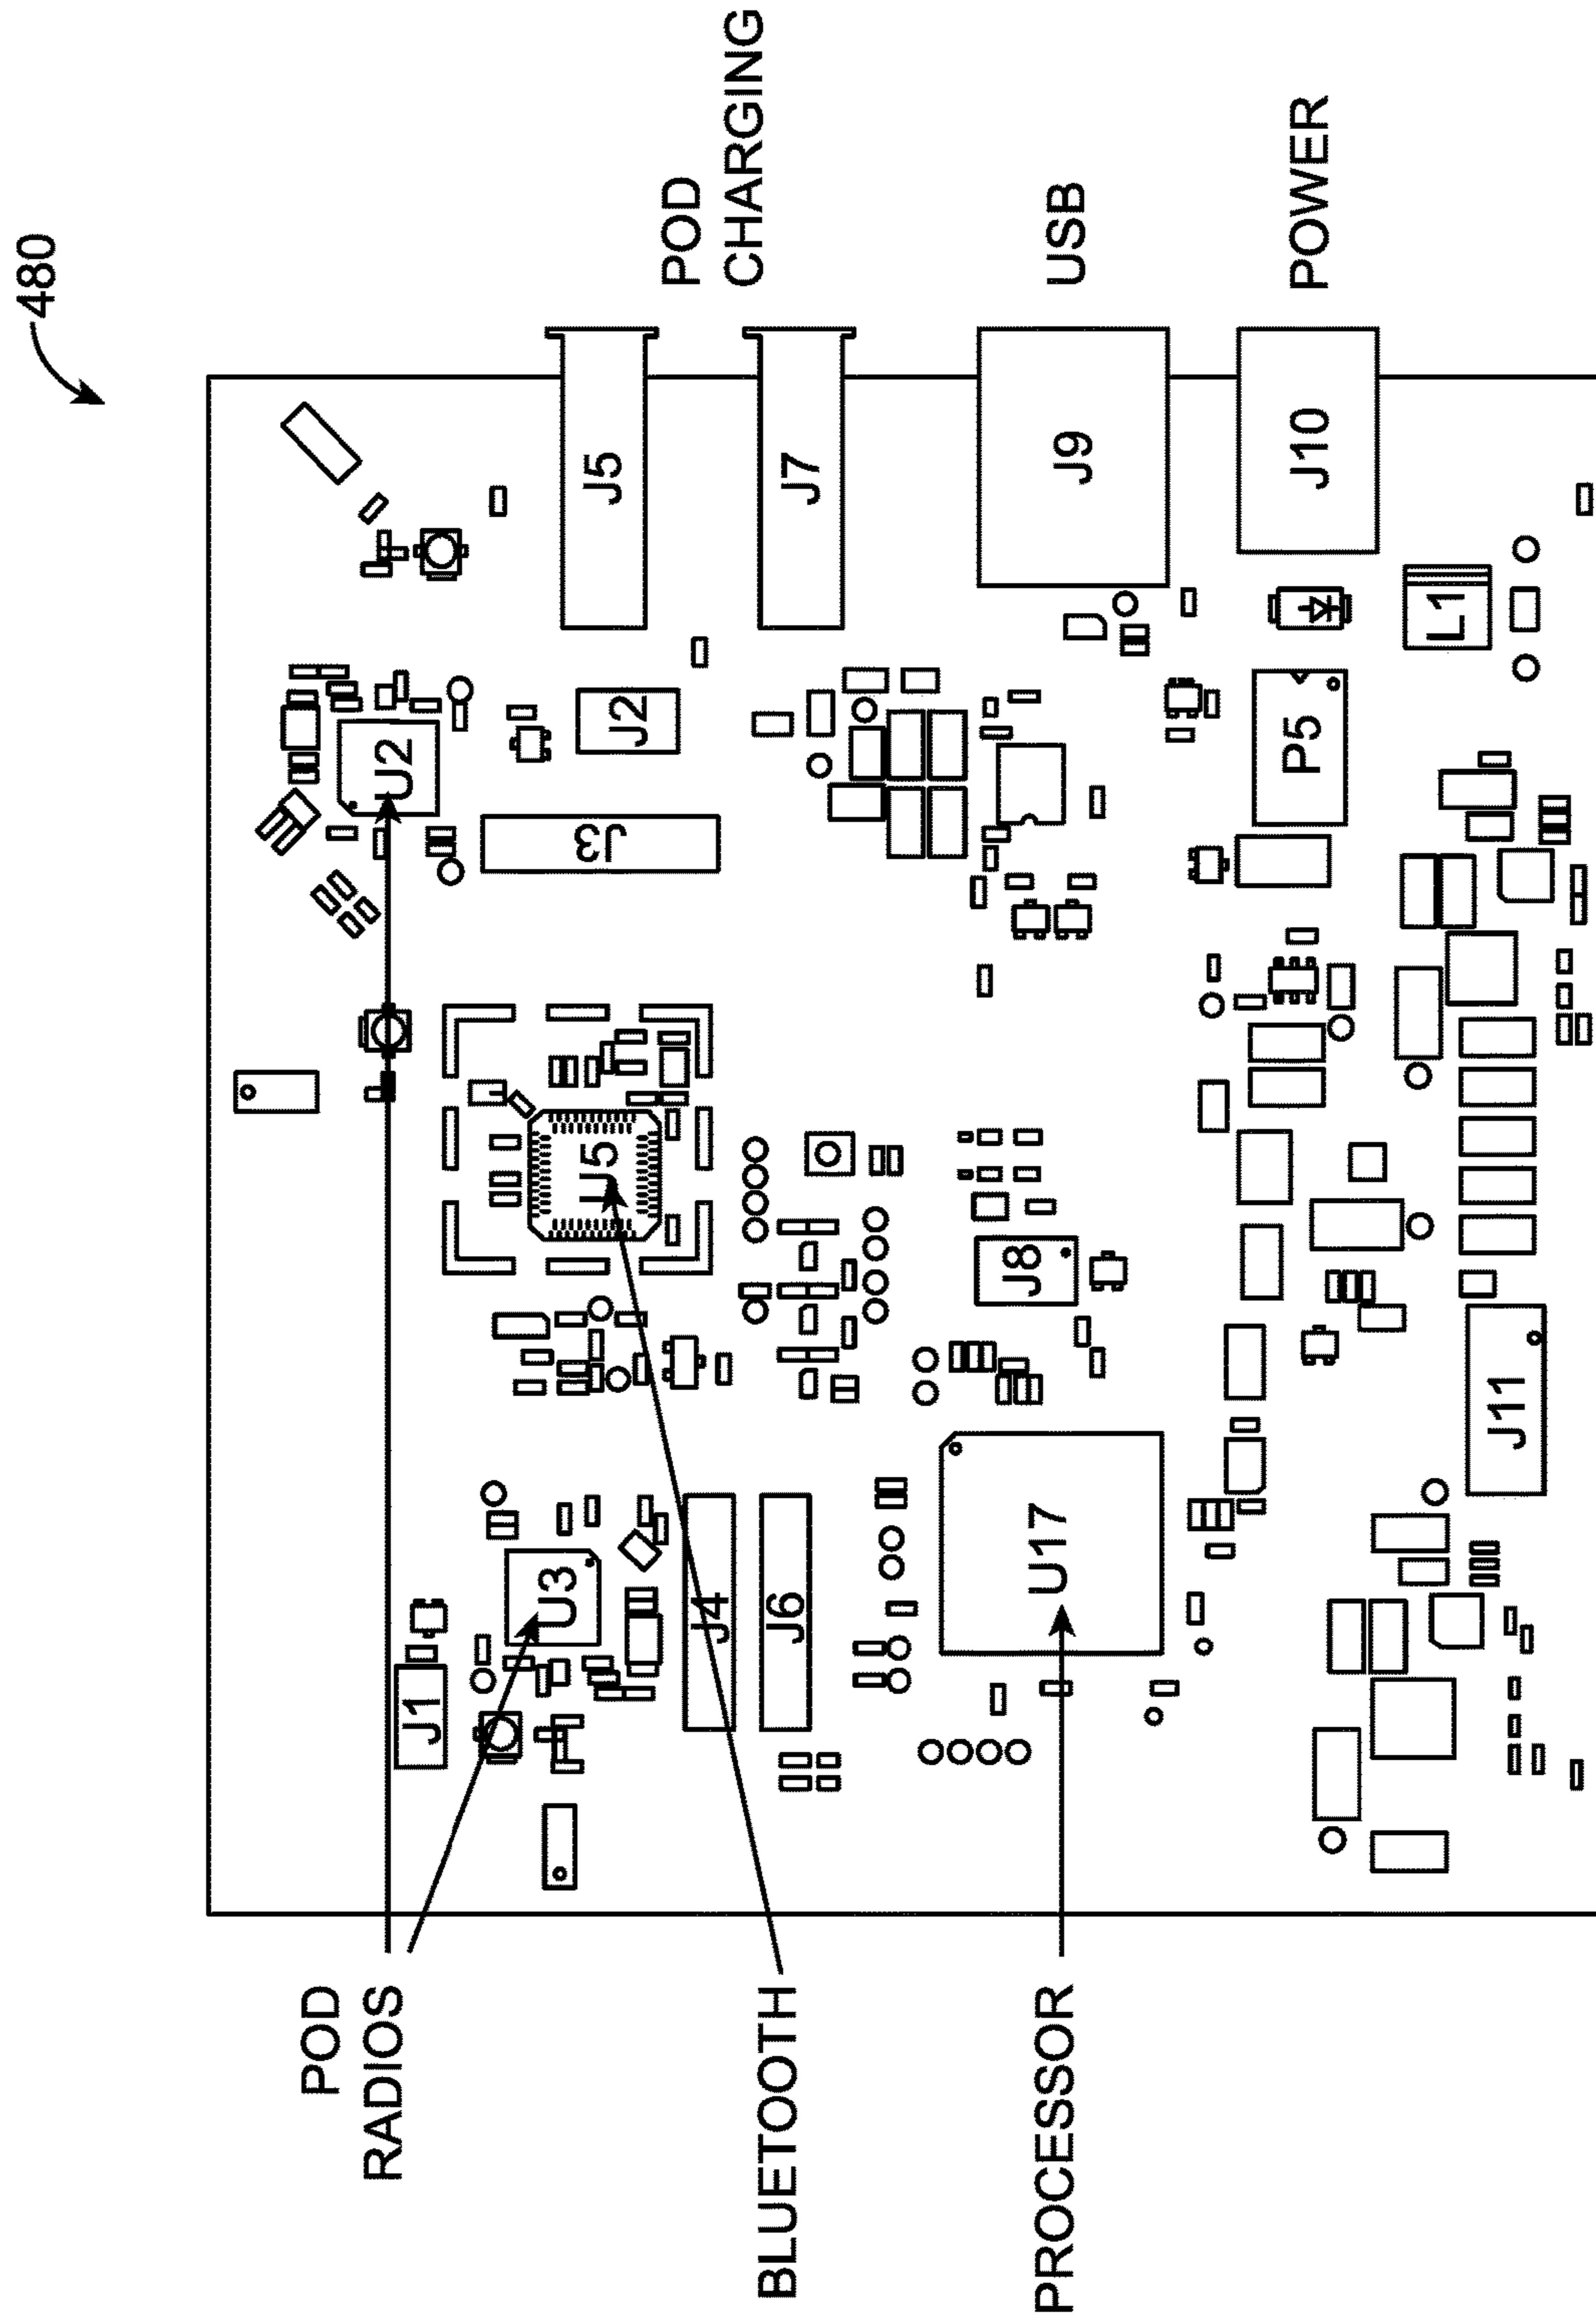 480
POD
CHARGING
USB
POWER
J5
J7
J9
J10
U2
J2
J3
P5
L1
U5
J8
U3
J1
J4
J6
U17
J11
POD
RADIOS
BLUETOOTH
PROCESSOR